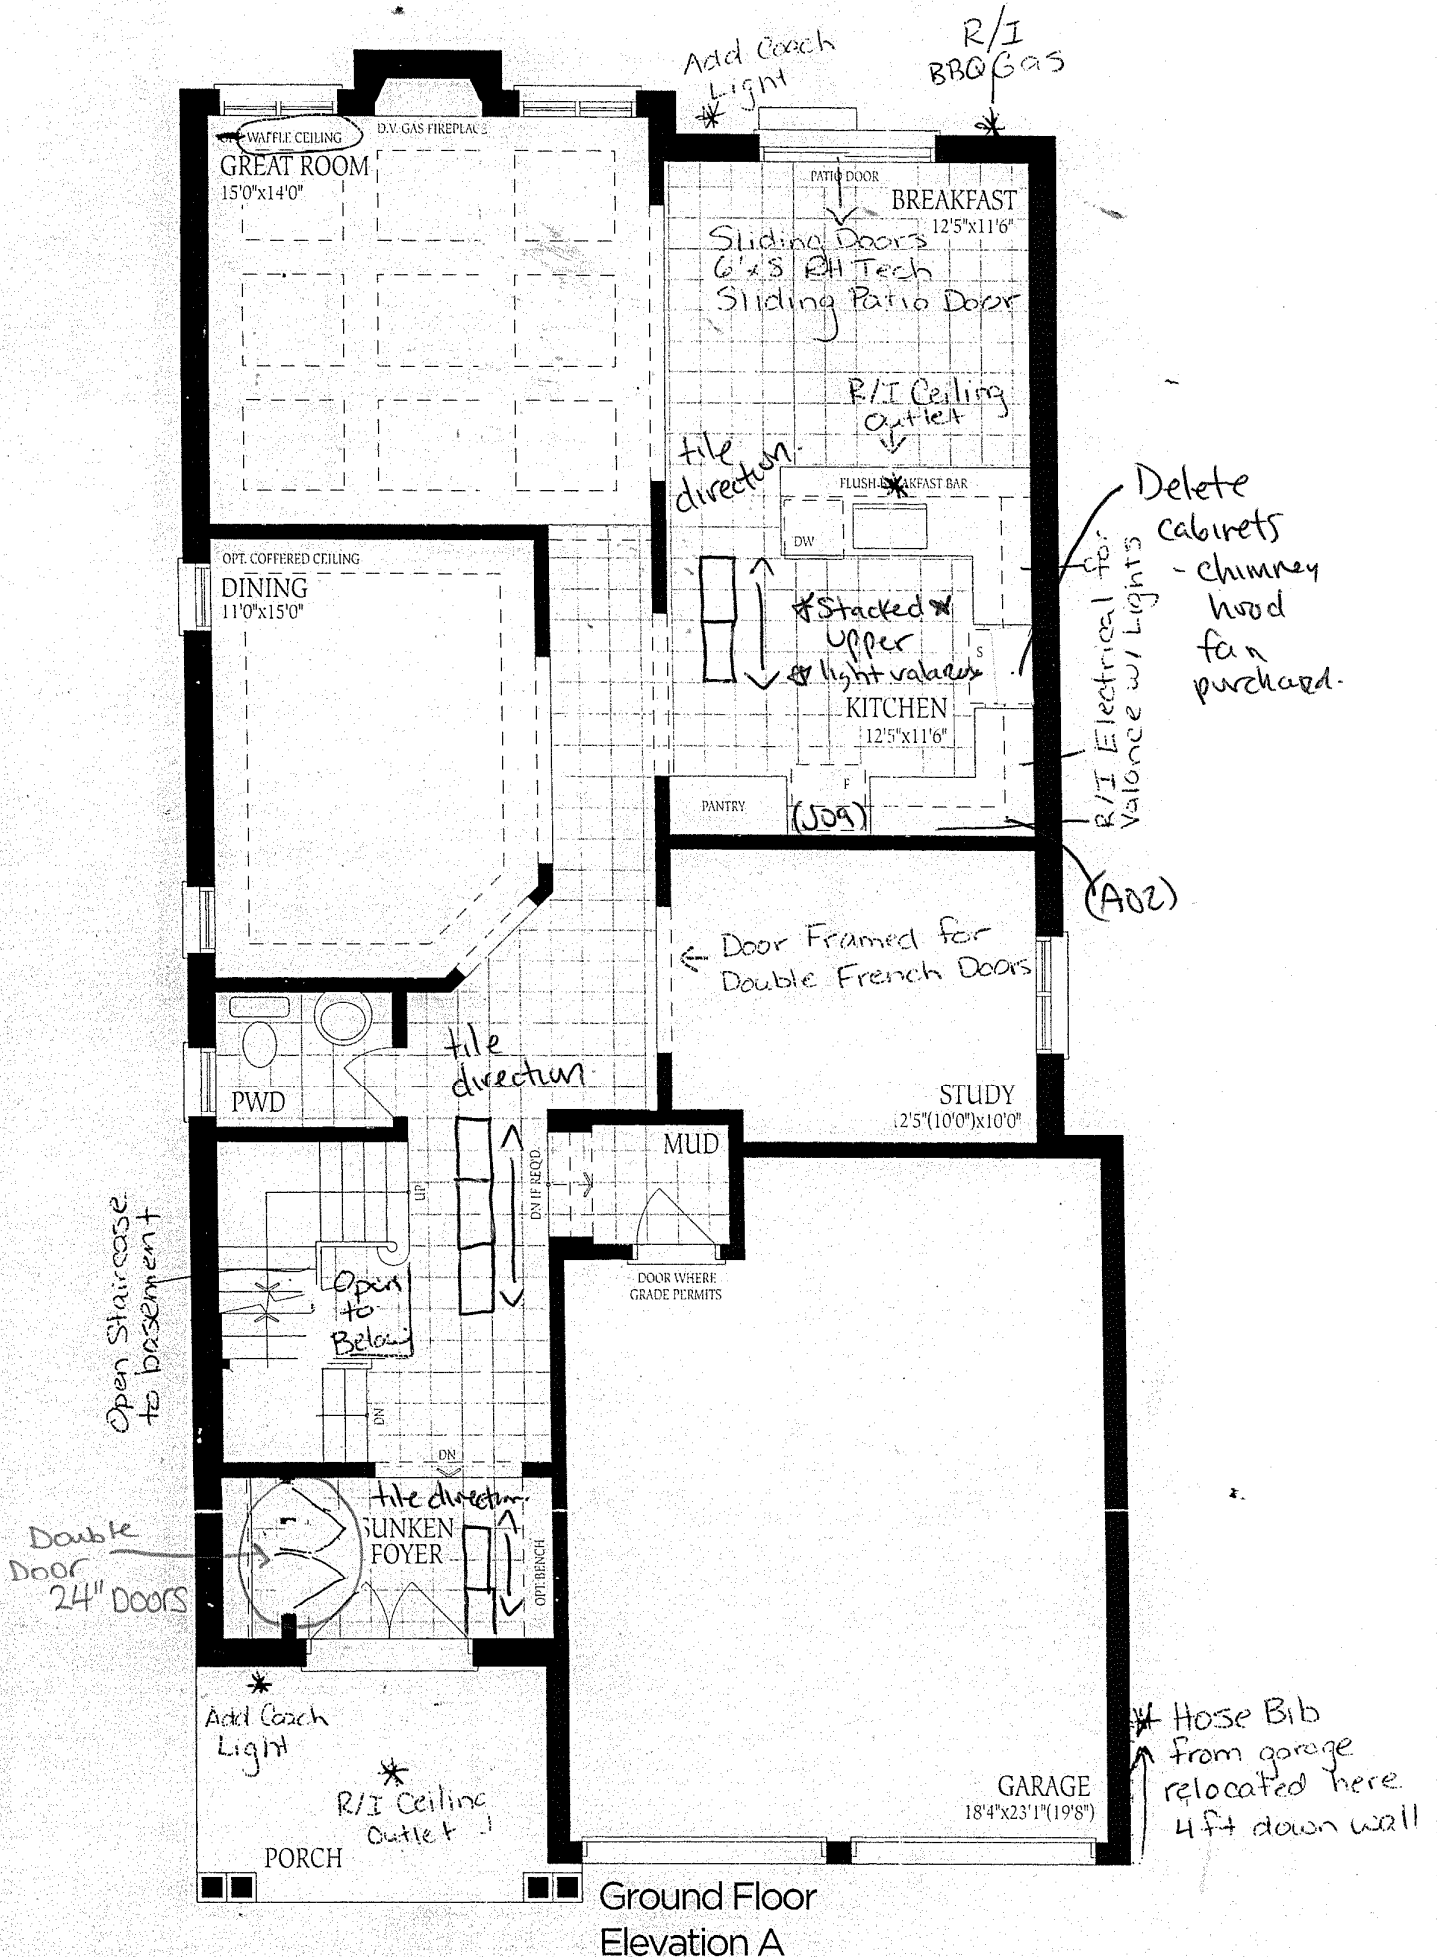 Add Coach
Light
R/I
BBQ Gas
WAFFLE CEILING
D.V. GAS FIREPLACE
GREAT ROOM
15'0"x14'0"
PATIO DOOR
BREAKFAST
12'5"x11'6"
Sliding Doors
6'x8 RH Tech
Sliding Patio Door
R/I Ceiling
Outlet
tile
direction.
FLUSH BREAKFAST BAR
DW
Delete
cabinets
- chimney
hood
fan
purchased.
R/I Electrical for
Valance w/ Lights
*Stacked*
upper
* light valance
S
KITCHEN
12'5"x11'6"
OPT. COFFERED CEILING
DINING
11'0"x15'0"
PANTRY
F
(J09)
(A02)
← Door Framed for
Double French Doors
tile
direction
PWD
STUDY
12'5"(10'0")x10'0"
MUD
UP
DN IF REQ'D
DOOR WHERE
GRADE PERMITS
Open Staircase
to basement
Open
to
Below
DN
DN
tile direction.
SUNKEN
FOYER
OPT. BENCH
Double
Door
24" DOORS
Add Coach
Light
R/I Ceiling
Outlet
PORCH
GARAGE
18'4"x23'1"(19'8")
* Hose Bib
from garage
relocated here
4ft down wall
Ground Floor
Elevation A